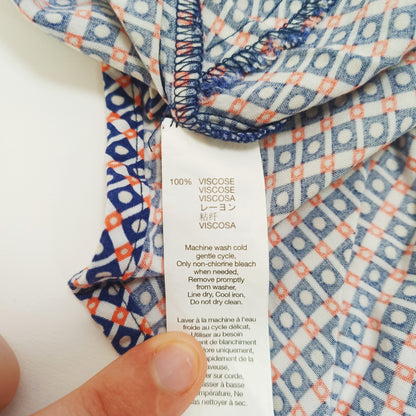 100% VISCOSE
VISCOSE
VISCOSA
レーヨン
粘纤
VISCOSA
Machine wash cold
gentle cycle,
Only non-chlorine bleach
when needed,
Remove promptly
from washer,
Line dry, Cool iron,
Do not dry clean.
Laver à la machine à l'eau
froide au cycle délicat,
Utiliser au besoin
de blanchiment
uniquement,
rapidement
sur corde,
à basse
température,
Ne pas
nettoyer à sec.